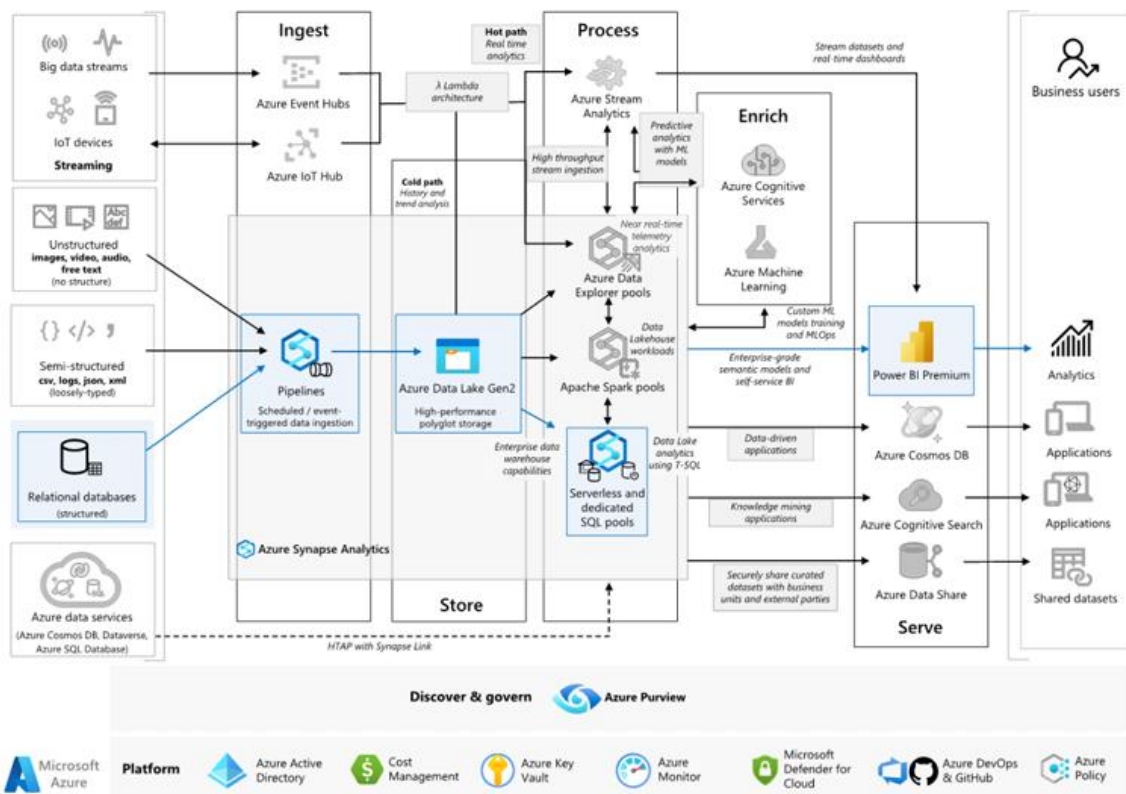 Ingest
Hot path
Real time
analytics
Process
Stream datasets and
real-time dashboards
Big data streams
IoT devices
Streaming
Azure Event Hubs
Azure IoT Hub
λ Lambda
architecture
Azure Stream
Analytics
Predictive
analytics
with ML
models
High throughput
stream ingestion
Enrich
Azure Cognitive
Services
Azure Machine
Learning
Business users
Cold path
History and
trend analysis
Near real-time
telemetry
analytics
Azure Data
Explorer pools
Abc
def
Unstructured
images, video, audio,
free text
(no structure)
Semi-structured
csv, logs, json, xml
(loosely-typed)
Relational databases
(structured)
Azure data services
(Azure Cosmos DB, Dataverse,
Azure SQL Database)
Pipelines
Scheduled / event-
triggered data ingestion
Azure Data Lake Gen2
High-performance
polyglot storage
Data
Lakehouse
workloads
Apache Spark pools
Custom ML
models training
and MLOps
Enterprise-grade
semantic models and
self-service BI
Enterprise data
warehouse
capabilities
Data Lake
analytics
using T-SQL
Serverless and
dedicated
SQL pools
Azure Synapse Analytics
Store
HTAP with Synapse Link
Data-driven
applications
Knowledge mining
applications
Securely share curated
datasets with business
units and external parties
Power BI Premium
Azure Cosmos DB
Azure Cognitive Search
Azure Data Share
Serve
Analytics
Applications
Applications
Shared datasets
Discover & govern
Azure Purview
Microsoft
Azure
Platform
Azure Active
Directory
Cost
Management
Azure Key
Vault
Azure
Monitor
Microsoft
Defender for
Cloud
Azure DevOps
& GitHub
Azure
Policy